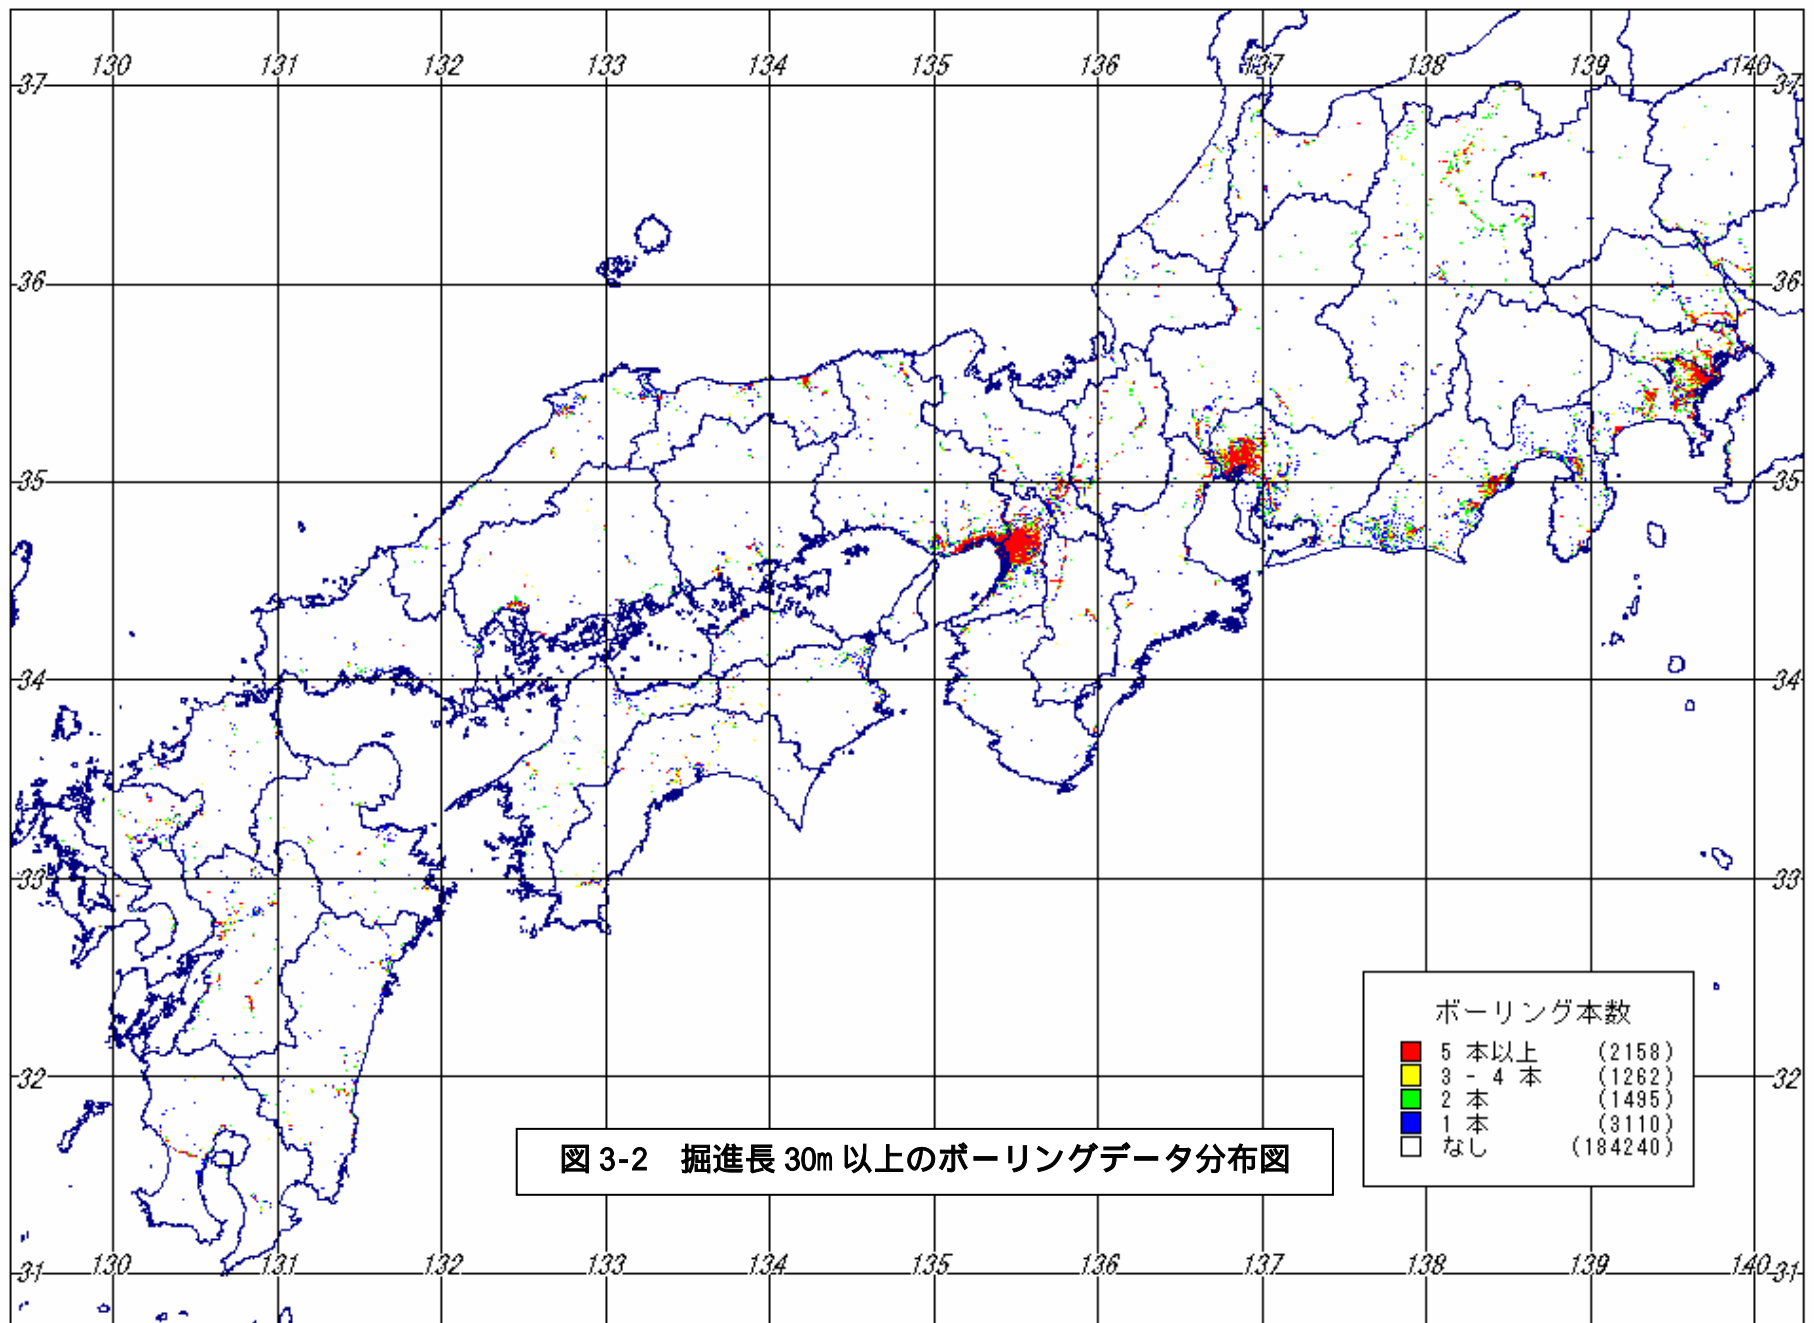 130 131 132 133 134 135 136 137 138 139 140
37 37
36 36
35 35
34 34
33 33
ボーリング本数
5 本以上 (2158)
3 - 4 本 (1262)
2 本 (1495)
1 本 (3110)
なし (184240)
32 32
図 3-2 掘進長 30m 以上のボーリングデータ分布図
31 130 131 132 133 134 135 136 137 138 139 140 31